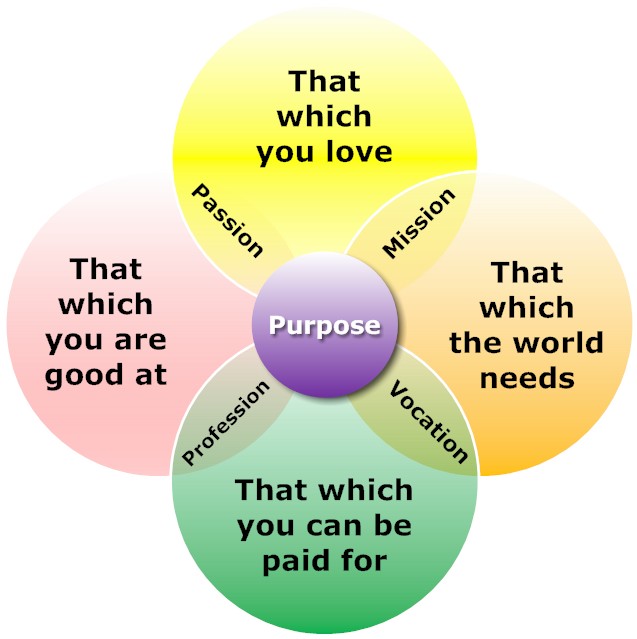 That
which
you love
Passion
Mission
That
which
you are
good at
Purpose
That
which
the world
needs
Profession
Vocation
That which
you can be
paid for